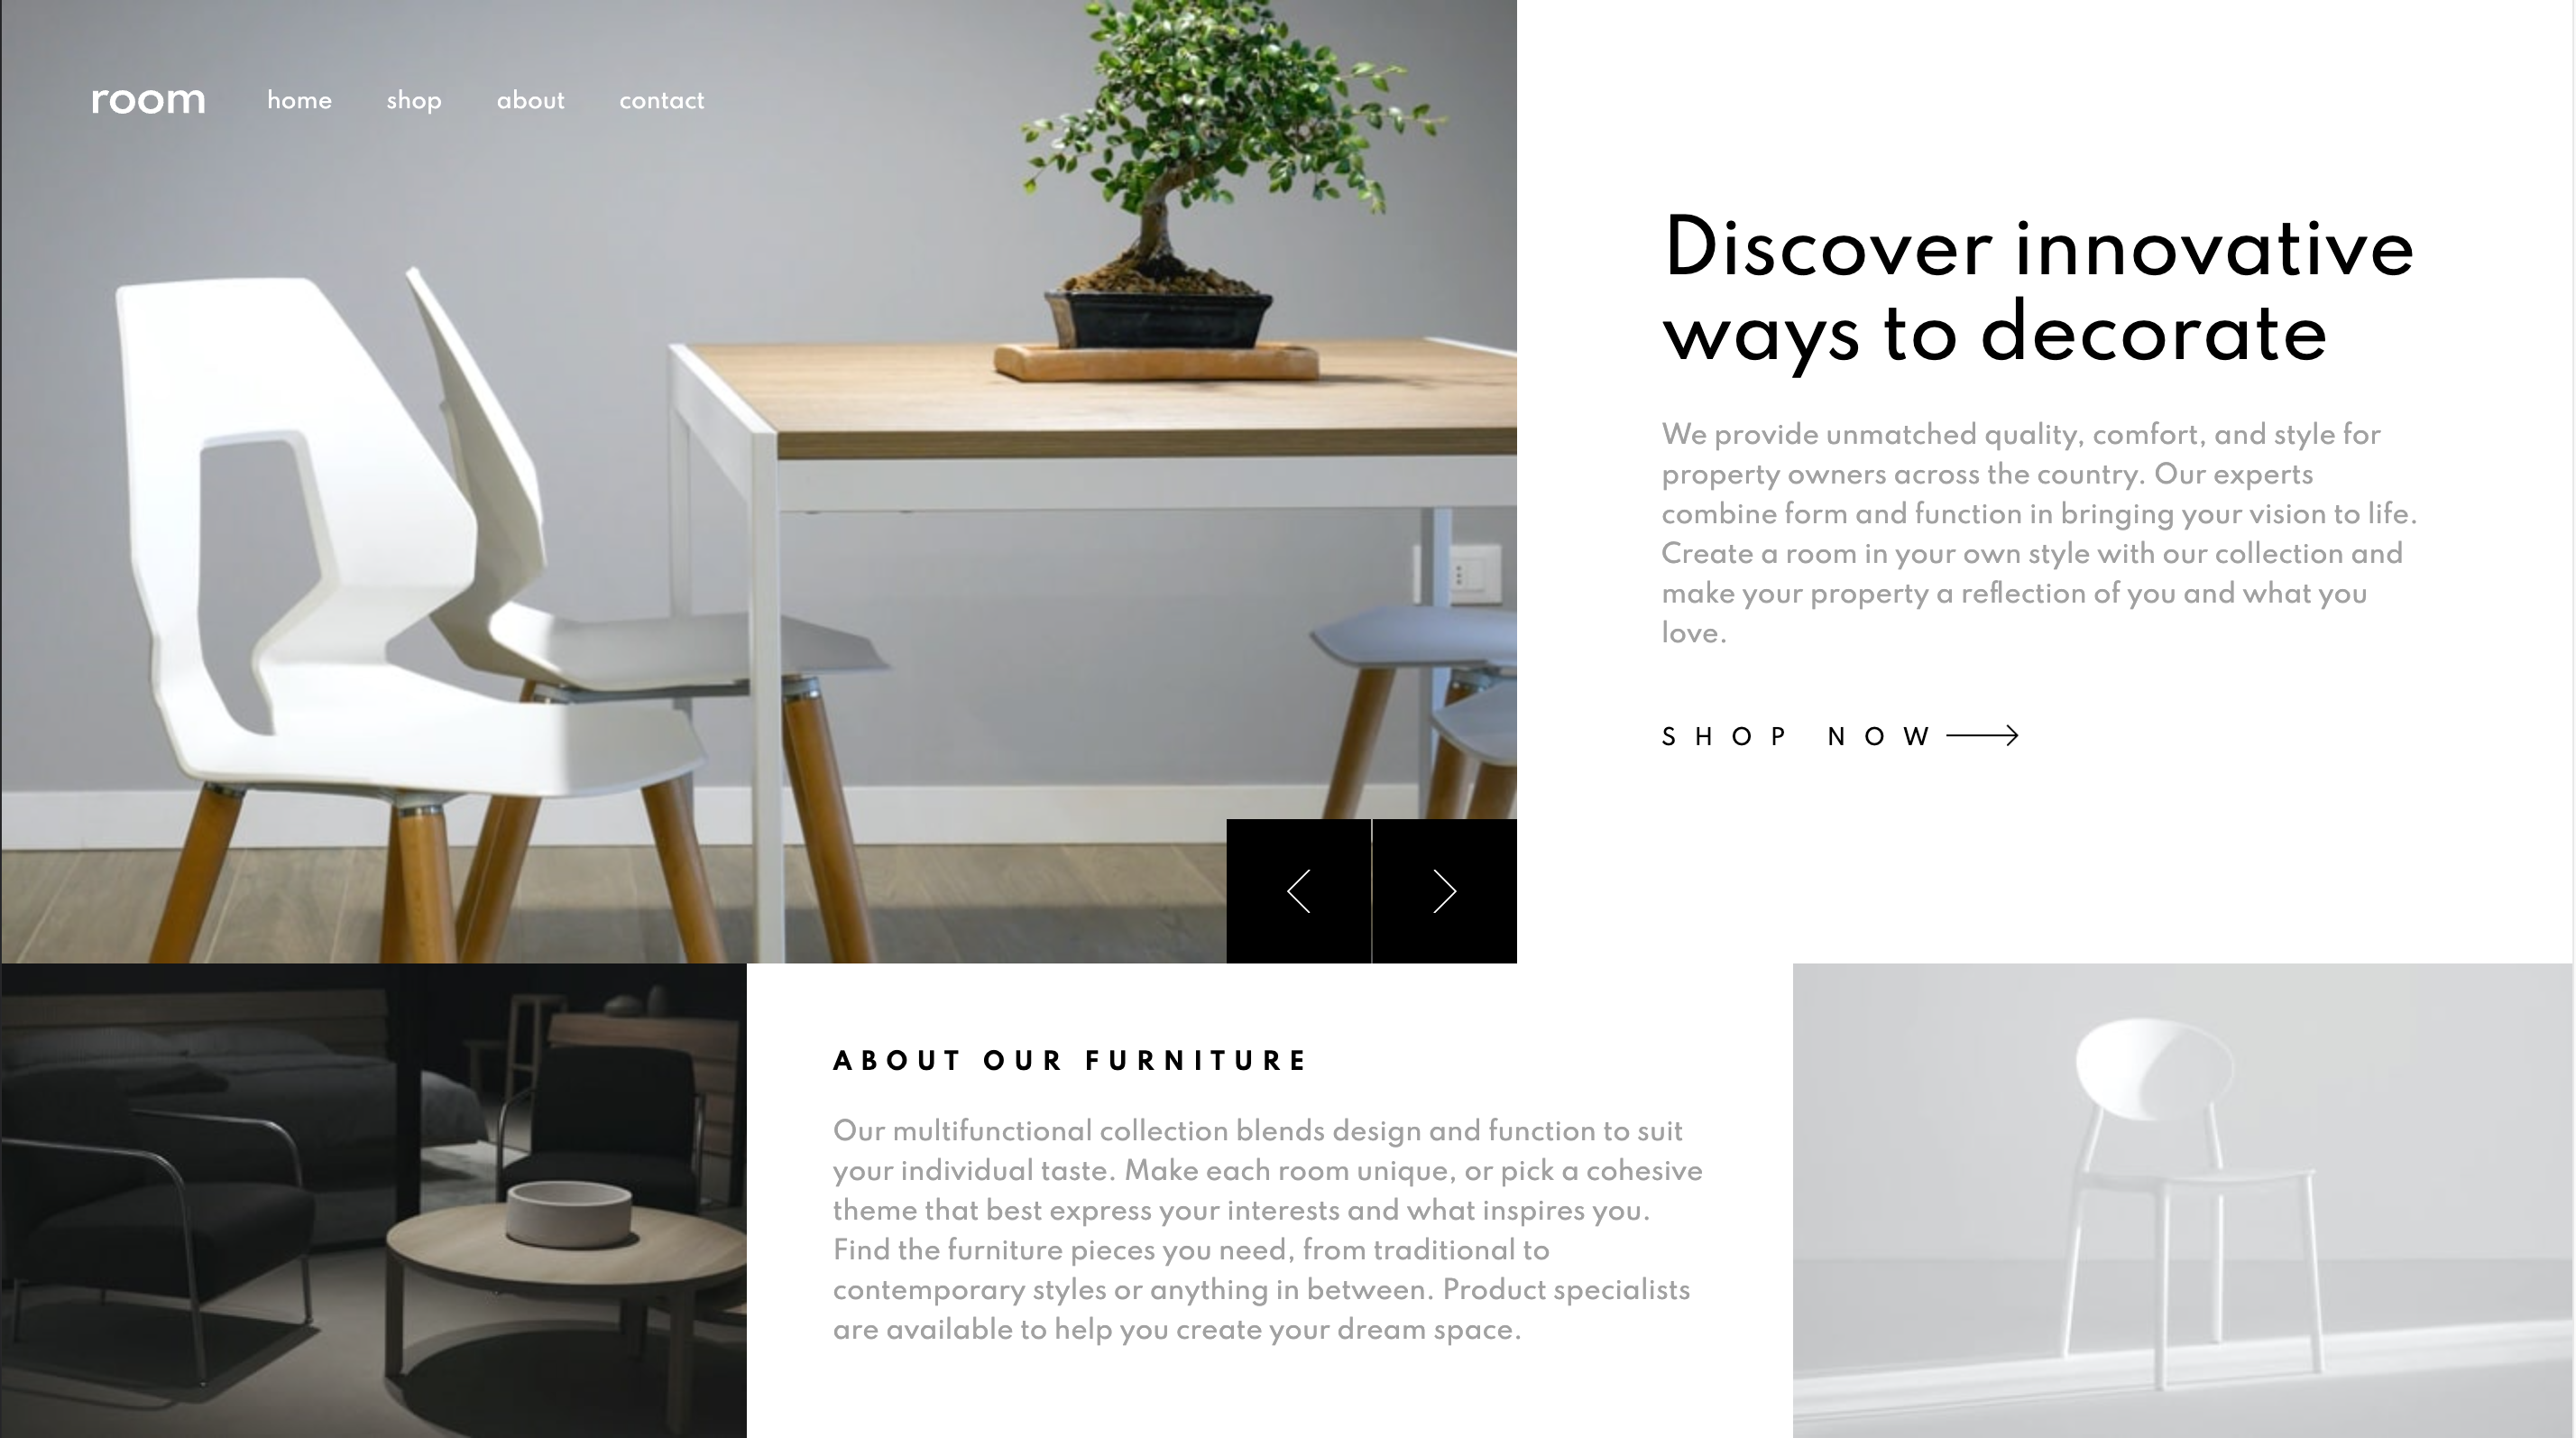 room home shop about contact
Discover innovative
ways to decorate
We provide unmatched quality, comfort, and style for
property owners across the country. Our experts
combine form and function in bringing your vision to life.
Create a room in your own style with our collection and
make your property a reflection of you and what you
love.
SHOP NOW
ABOUT OUR FURNITURE
Our multifunctional collection blends design and function to suit
your individual taste. Make each room unique, or pick a cohesive
theme that best express your interests and what inspires you.
Find the furniture pieces you need, from traditional to
contemporary styles or anything in between. Product specialists
are available to help you create your dream space.